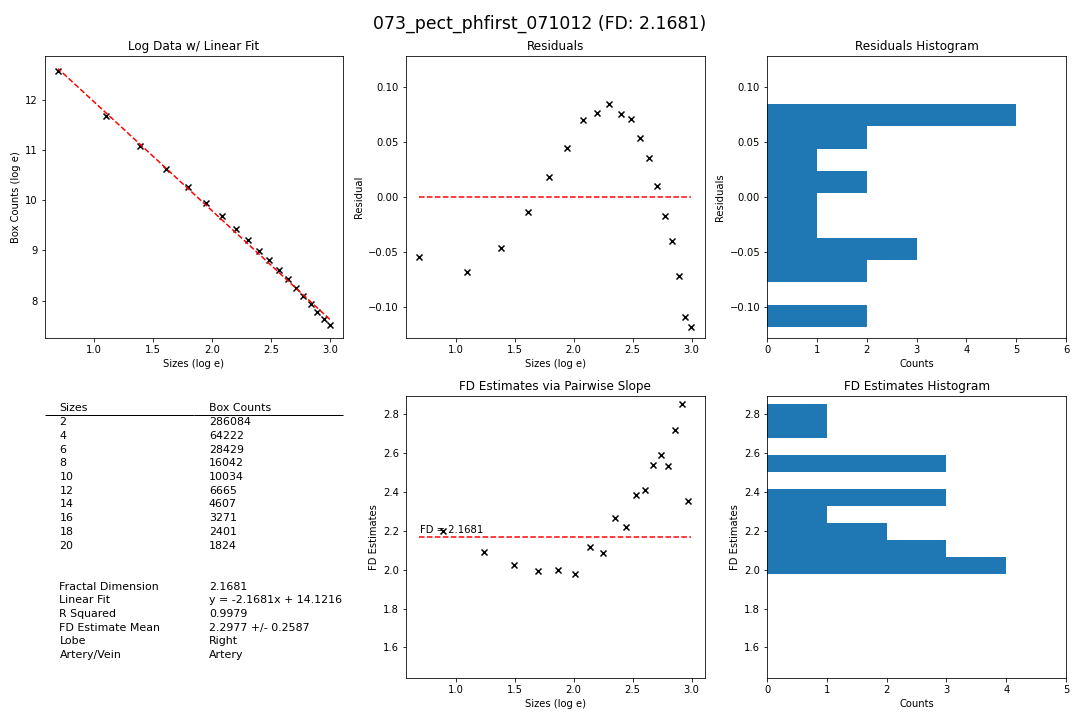 073_pect_phfirst_071012 (FD: 2.1681)
Log Data w/ Linear Fit
Box Counts (log e)
12
11
10
9
8
1.0 1.5 2.0 2.5 3.0
Sizes (log e)
Residuals
Residual
0.10
0.05
0.00
−0.05
−0.10
1.0 1.5 2.0 2.5 3.0
Sizes (log e)
Residuals Histogram
Residuals
0.10
0.05
0.00
−0.05
−0.10
0 1 2 3 4 5 6
Counts
Sizes Box Counts
2 286084
4 64222
6 28429
8 16042
10 10034
12 6665
14 4607
16 3271
18 2401
20 1824
Fractal Dimension 2.1681
Linear Fit y = -2.1681x + 14.1216
R Squared 0.9979
FD Estimate Mean 2.2977 +/- 0.2587
Lobe Right
Artery/Vein Artery
FD Estimates via Pairwise Slope
FD Estimates
2.8
2.6
2.4
2.2
2.0
1.8
1.6
FD = 2.1681
1.0 1.5 2.0 2.5 3.0
Sizes (log e)
FD Estimates Histogram
FD Estimates
2.8
2.6
2.4
2.2
2.0
1.8
1.6
0 1 2 3 4 5
Counts